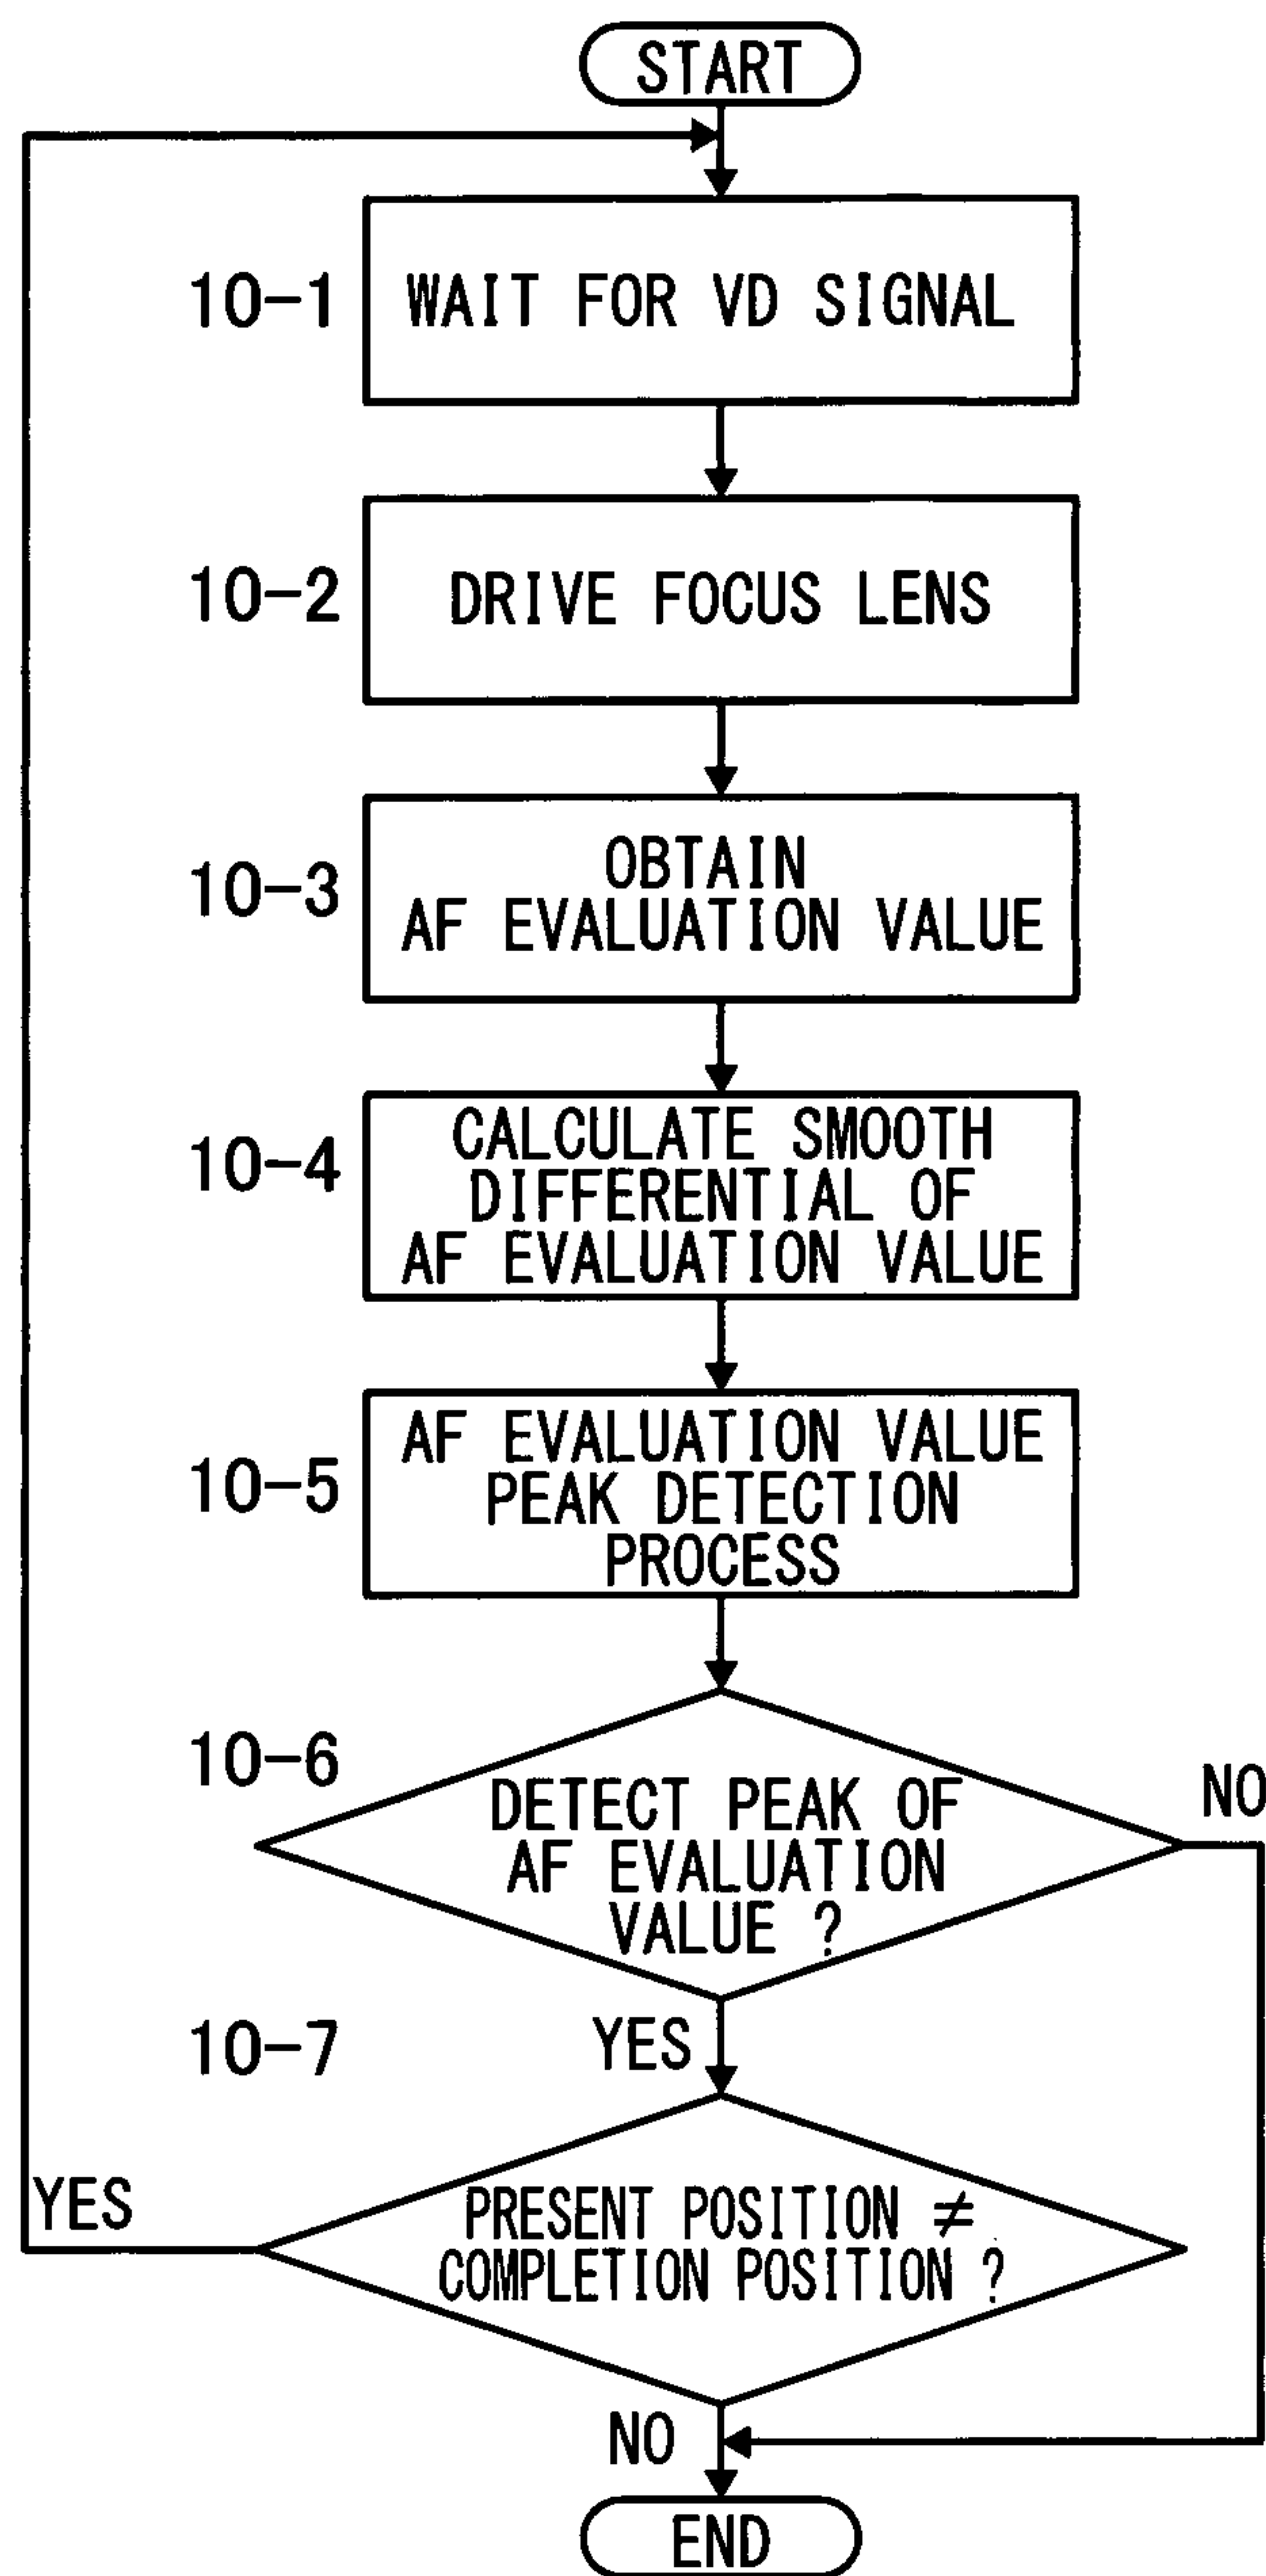 START
10-1
WAIT FOR VD SIGNAL
10-2
DRIVE FOCUS LENS
10-3
OBTAIN
AF EVALUATION VALUE
10-4
CALCULATE SMOOTH
DIFFERENTIAL OF
AF EVALUATION VALUE
10-5
AF EVALUATION VALUE
PEAK DETECTION
PROCESS
10-6
DETECT PEAK OF
AF EVALUATION
VALUE ?
NO
YES
10-7
PRESENT POSITION ≠
COMPLETION POSITION ?
YES
NO
END